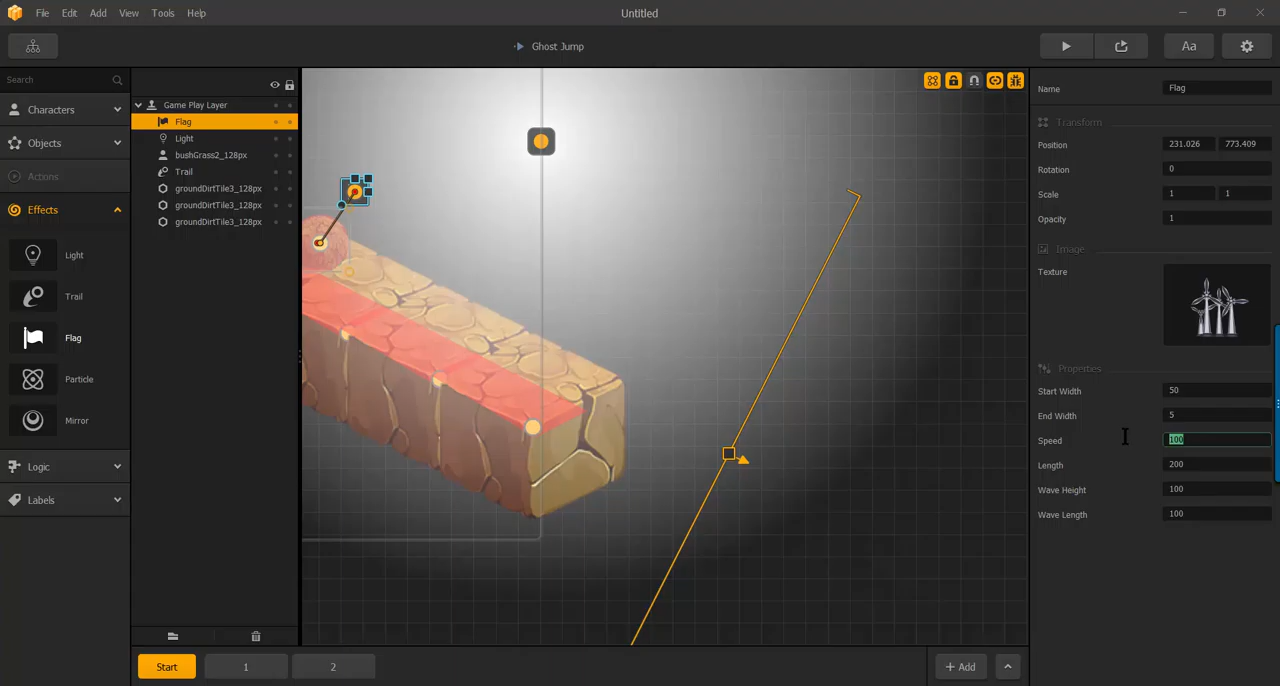 File Edit Add View Tools Help
Untitled
Ghost Jump
Aa
Search
Characters
Objects
Actions
Effects
Light
Trail
Flag
Particle
Mirror
Logic
Labels
Game Play Layer
Flag
Light
bushGrass2_128px
Trail
groundDirtTile3_128px
groundDirtTile3_128px
groundDirtTile3_128px
Name Flag
Transform
Position 231.026 773.409
Rotation 0
Scale 1 1
Opacity 1
Image
Texture
Properties
Start Width 50
End Width 5
Speed 100
Length 200
Wave Height 100
Wave Length 100
Start 1 2
+ Add